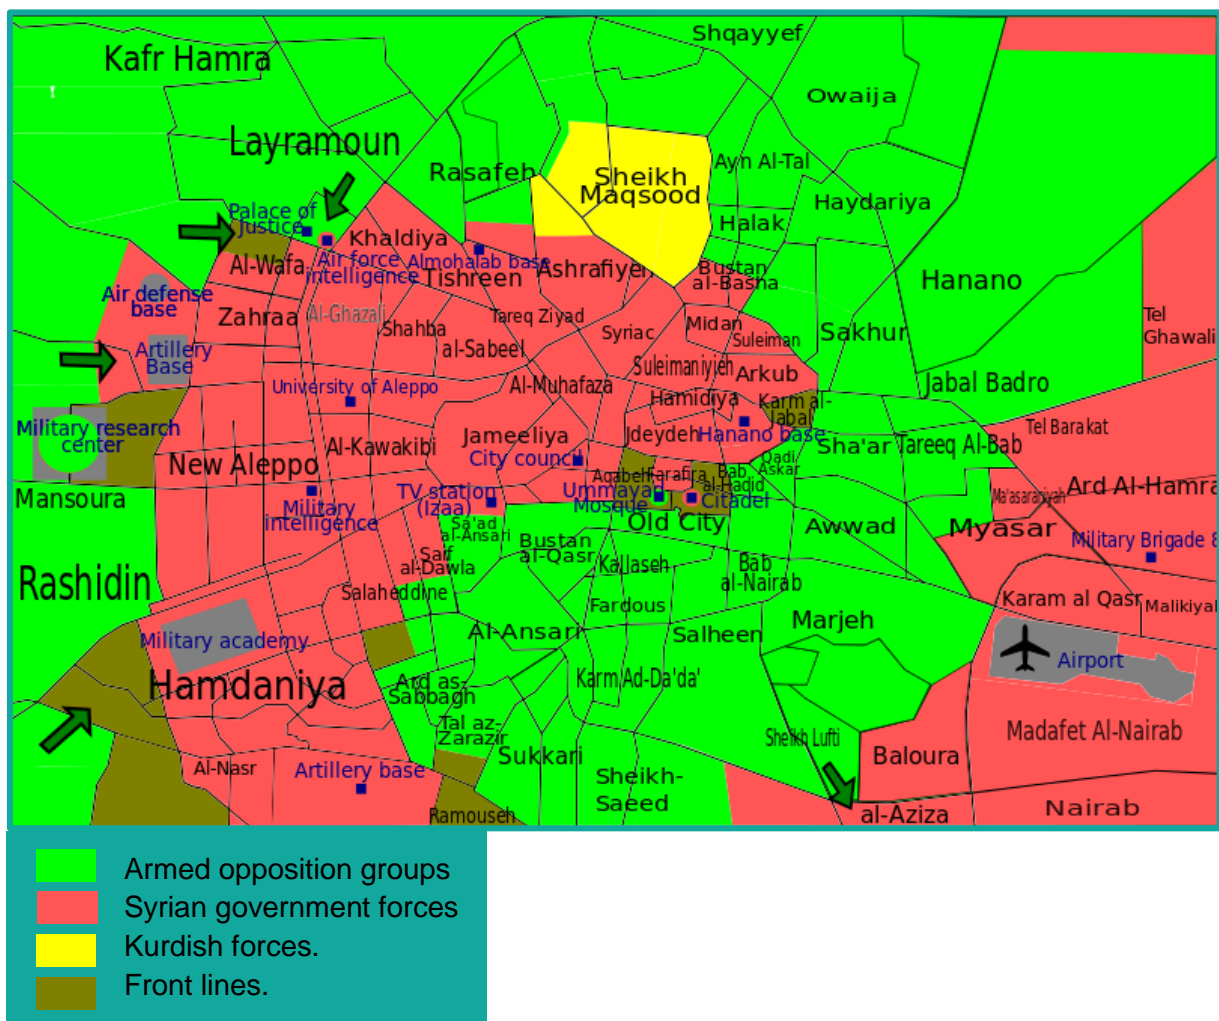 Shqayyef
Kafr Hamra
Owaija
Layramoun
Rasafeh
Ayn Al-Tal
Sheikh
Maqsood
Haydariya
Palace of
Justice
Halak
Khaldiya
Al-Wafa
Air force
intelligence
Almohalab base
Tishreen
Ashrafiyeh
Bustan
al-Basha
Hanano
Air defense
base
Zahraa
Al-Ghazali
Shahba
Tareq Ziyad
Syriac
Midan
Suleiman
Sakhur
Tel
Ghawali
Artillery
Base
al-Sabeel
Suleimaniyieh
Arkub
University of Aleppo
Al-Muhafaza
Hamidiya
Karm al-
Jabal
Jabal Badro
Military research
center
Al-Kawakibi
Jameeliya
City council
Jdeydeh
Hanano base
Sha'ar
Tareeq Al-Bab
Tel Barakat
New Aleppo
Qadi
Askar
Aqabeh
Farafira
Bab
al-Hadid
Mansoura
Military
intelligence
TV station
(Izaa)
Ummayad
Mosque
Citadel
Ma'asaraniyah
Ard Al-Hamra
Sa'ad
al-Ansari
Old City
Awwad
Myasar
Bustan
al-Qasr
Military Brigade 8
Sarf
al-Dawla
Kallaseh
Bab
al-Nairab
Rashidin
Salaheddine
Fardous
Karam al Qasr
Malikiyah
Military academy
Al-Ansari
Salheen
Marjeh
Airport
Hamdaniya
Ard as-
Sabbagh
Karm Ad-Da'da'
Tal az-
Zarazir
Sheikh Lufti
Madafet Al-Nairab
Al-Nasr
Artillery base
Sukkari
Baloura
Sheikh-
Saeed
Ramouseh
al-Aziza
Nairab
Armed opposition groups
Syrian government forces
Kurdish forces.
Front lines.